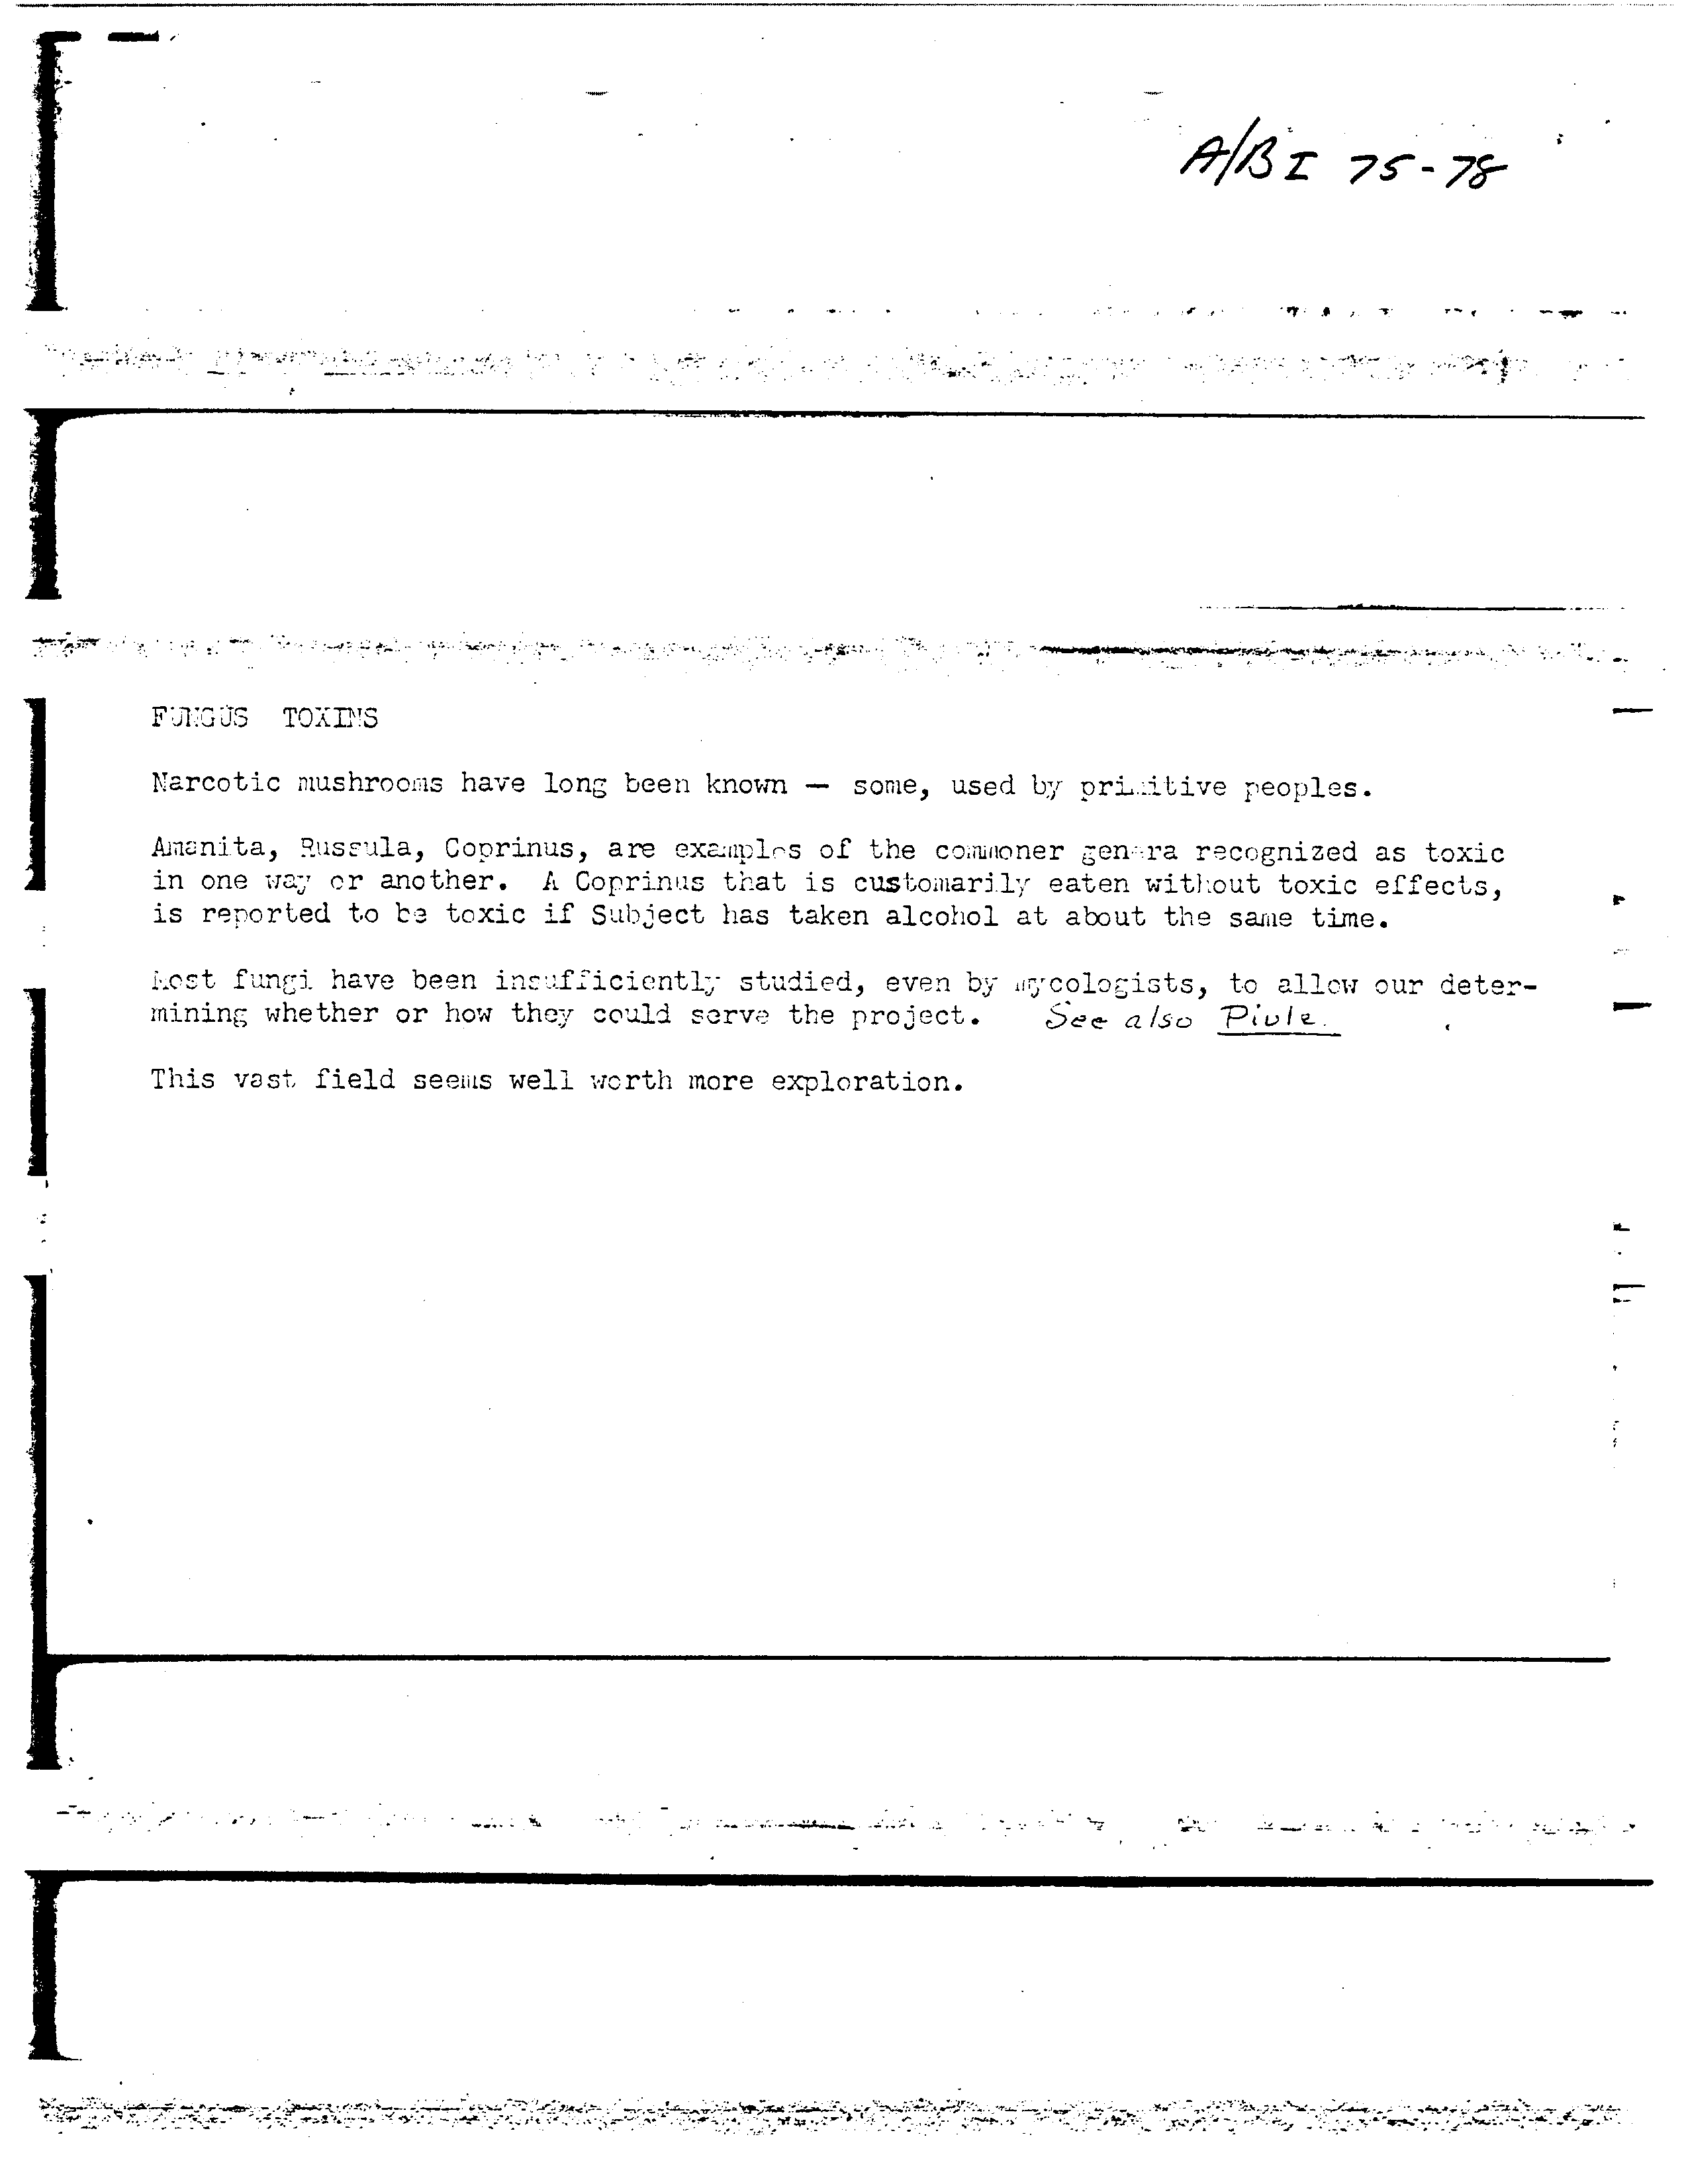 A/B I 75-78
FUNGUS TOXINS
Narcotic mushrooms have long been known — some, used by primitive peoples.
Amanita, Russula, Coprinus, are examples of the commoner genera recognized as toxic
in one way or another. A Coprinus that is customarily eaten without toxic effects,
is reported to be toxic if Subject has taken alcohol at about the same time.
Most fungi have been insufficiently studied, even by mycologists, to allow our deter-
mining whether or how they could serve the project. See also Piule.
This vast field seems well worth more exploration.